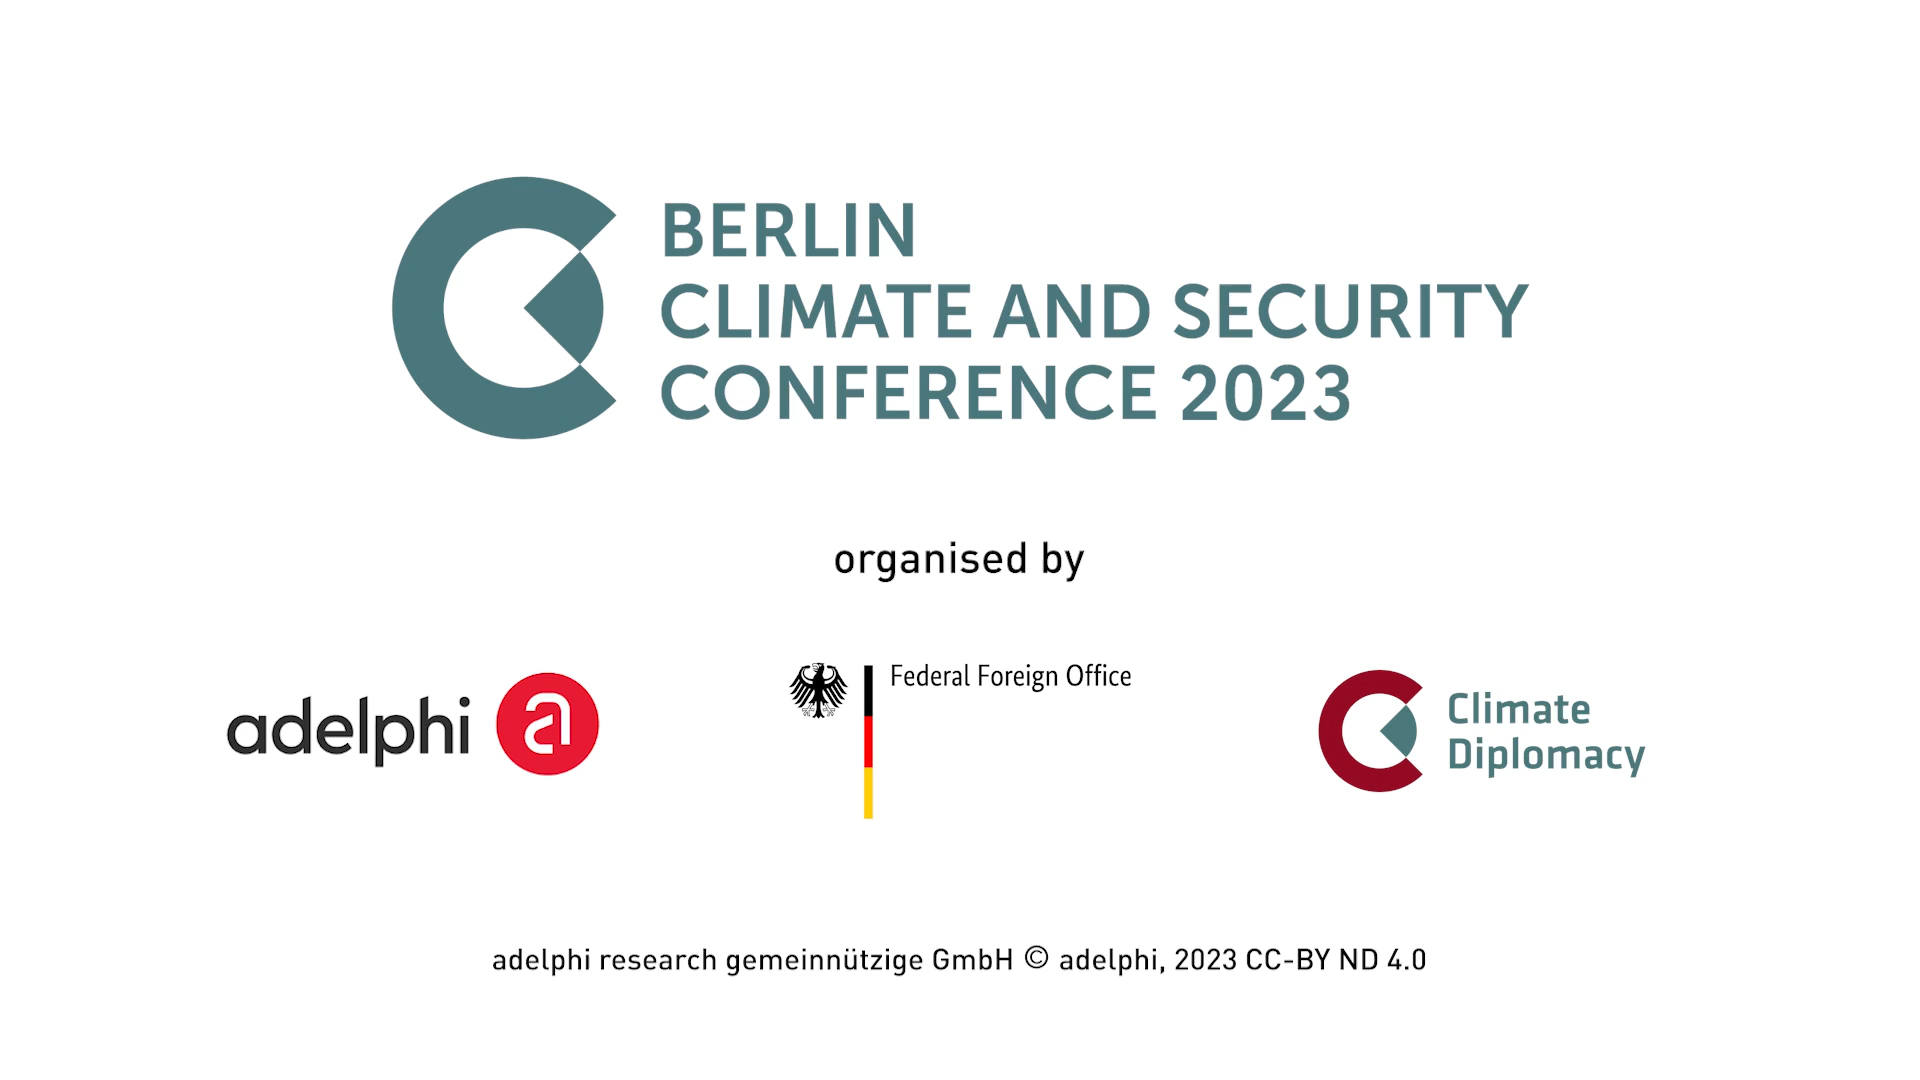 BERLIN
CLIMATE AND SECURITY
CONFERENCE 2023
organised by
adelphi a
Federal Foreign Office
Climate
Diplomacy
adelphi research gemeinnützige GmbH © adelphi, 2023 CC-BY ND 4.0